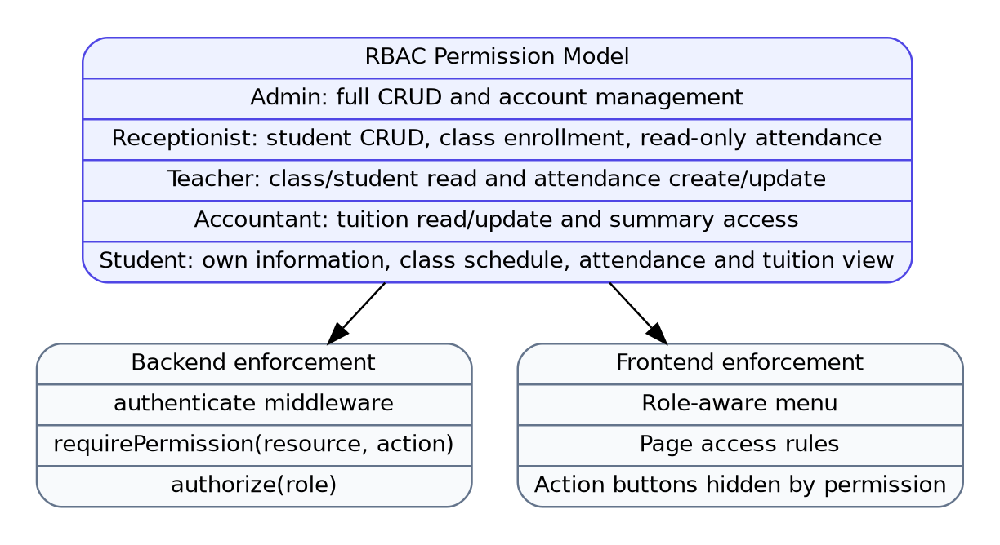 RBAC Permission Model
Admin: full CRUD and account management
Receptionist: student CRUD, class enrollment, read-only attendance
Teacher: class/student read and attendance create/update
Accountant: tuition read/update and summary access
Student: own information, class schedule, attendance and tuition view
Backend enforcement
authenticate middleware
requirePermission(resource, action)
authorize(role)
Frontend enforcement
Role-aware menu
Page access rules
Action buttons hidden by permission